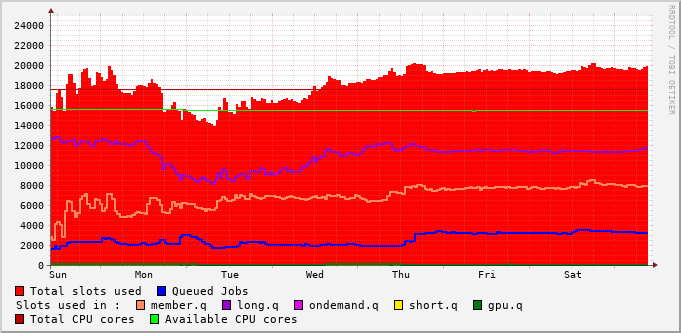 RRDTOOL / TOBI OETIKER
24000
22000
20000
18000
16000
14000
12000
10000
8000
6000
4000
2000
0
Sun Mon Tue Wed Thu Fri Sat
Total slots used Queued Jobs
Slots used in : member.q long.q ondemand.q short.q gpu.q
Total CPU cores Available CPU cores